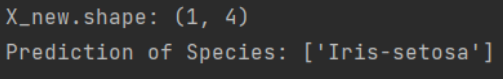 X_new.shape: (1, 4)
Prediction of Species: ['Iris-setosa']